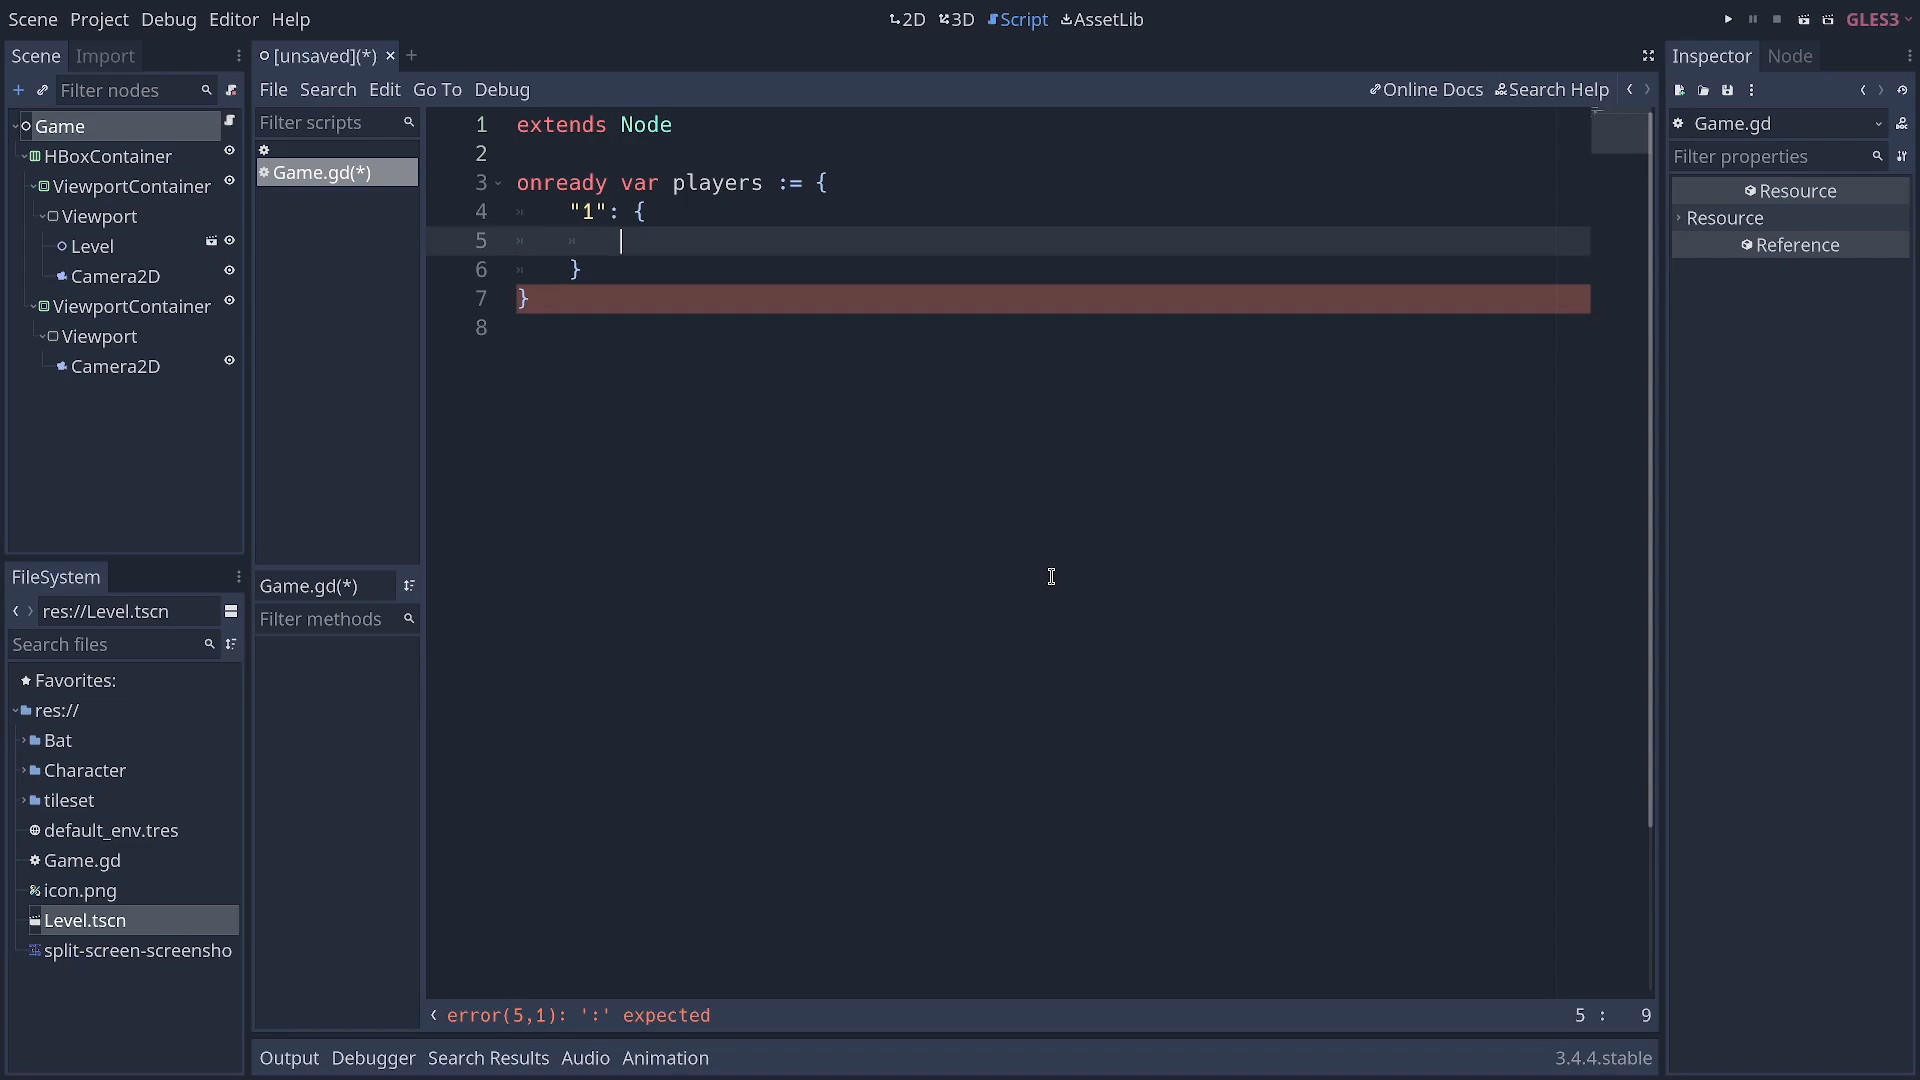 Scene Project Debug Editor Help
2D 3D Script AssetLib
GLES3
Scene Import
[unsaved](*)
Inspector Node
Filter nodes
File Search Edit Go To Debug
Online Docs Search Help
Filter scripts
Game.gd(*)
Game
HBoxContainer
ViewportContainer
Viewport
Level
Camera2D
ViewportContainer
Viewport
Camera2D
1 extends Node
2
3 onready var players := {
4 "1": {
5
6 }
7 }
8
Game.gd
Filter properties
Resource
Resource
Reference
FileSystem
res://Level.tscn
Search files
Favorites:
res://
Bat
Character
tileset
default_env.tres
Game.gd
icon.png
Level.tscn
split-screen-screensho
Game.gd(*)
Filter methods
error(5,1): ':' expected
5 : 9
Output Debugger Search Results Audio Animation
3.4.4.stable